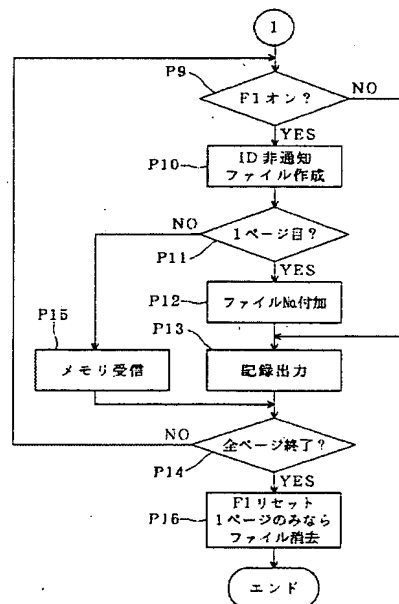 1
P9
F1オン?
NO
YES
P10
ID非通知
ファイル作成
NO
1ページ目?
P11
YES
P12
ファイル№付加
P15
P13
メモリ受信
記録出力
NO
全ページ終了?
P14
YES
P16
F1リセット
1ページのみなら
ファイル消去
エンド